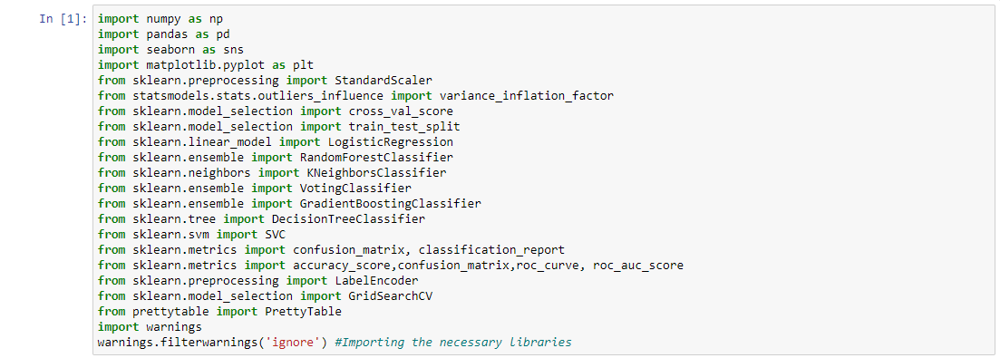 In [1]: import numpy as np
import pandas as pd
import seaborn as sns
import matplotlib.pyplot as plt
from sklearn.preprocessing import StandardScaler
from statsmodels.stats.outliers_influence import variance_inflation_factor
from sklearn.model_selection import cross_val_score
from sklearn.model_selection import train_test_split
from sklearn.linear_model import LogisticRegression
from sklearn.ensemble import RandomForestClassifier
from sklearn.neighbors import KNeighborsClassifier
from sklearn.ensemble import VotingClassifier
from sklearn.ensemble import GradientBoostingClassifier
from sklearn.tree import DecisionTreeClassifier
from sklearn.svm import SVC
from sklearn.metrics import confusion_matrix, classification_report
from sklearn.metrics import accuracy_score,confusion_matrix,roc_curve, roc_auc_score
from sklearn.preprocessing import LabelEncoder
from sklearn.model_selection import GridSearchCV
from prettytable import PrettyTable
import warnings
warnings.filterwarnings('ignore') #Importing the necessary libraries